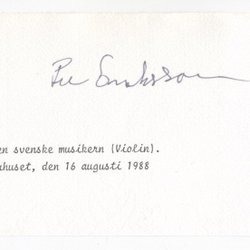 Per Eriksson
en svenske musikern (Violin).
huset, den 16 augusti 1988